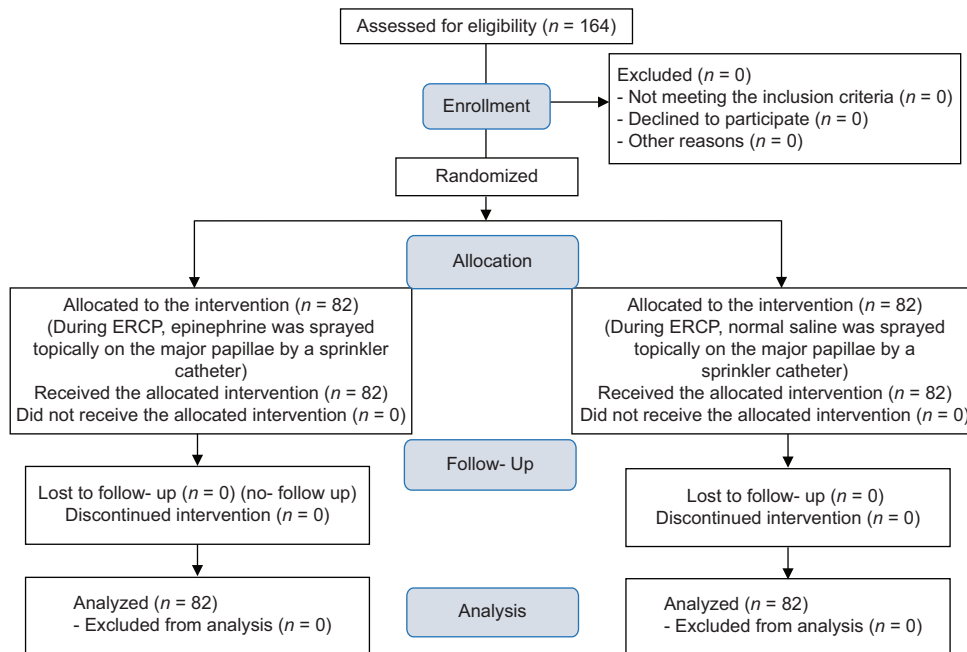 Assessed for eligibility (n = 164)
Enrollment
Excluded (n = 0)
- Not meeting the inclusion criteria (n = 0)
- Declined to participate (n = 0)
- Other reasons (n = 0)
Randomized
Allocation
Allocated to the intervention (n = 82)
(During ERCP, epinephrine was sprayed
topically on the major papillae by a sprinkler
catheter)
Received the allocated intervention (n = 82)
Did not receive the allocated intervention (n = 0)
Allocated to the intervention (n = 82)
(During ERCP, normal saline was sprayed
topically on the major papillae by a
sprinkler catheter)
Received the allocated intervention (n = 82)
Did not receive the allocated intervention (n = 0)
Follow- Up
Lost to follow- up (n = 0) (no- follow up)
Discontinued intervention (n = 0)
Lost to follow- up (n = 0)
Discontinued intervention (n = 0)
Analysis
Analyzed (n = 82)
- Excluded from analysis (n = 0)
Analyzed (n = 82)
- Excluded from analysis (n = 0)